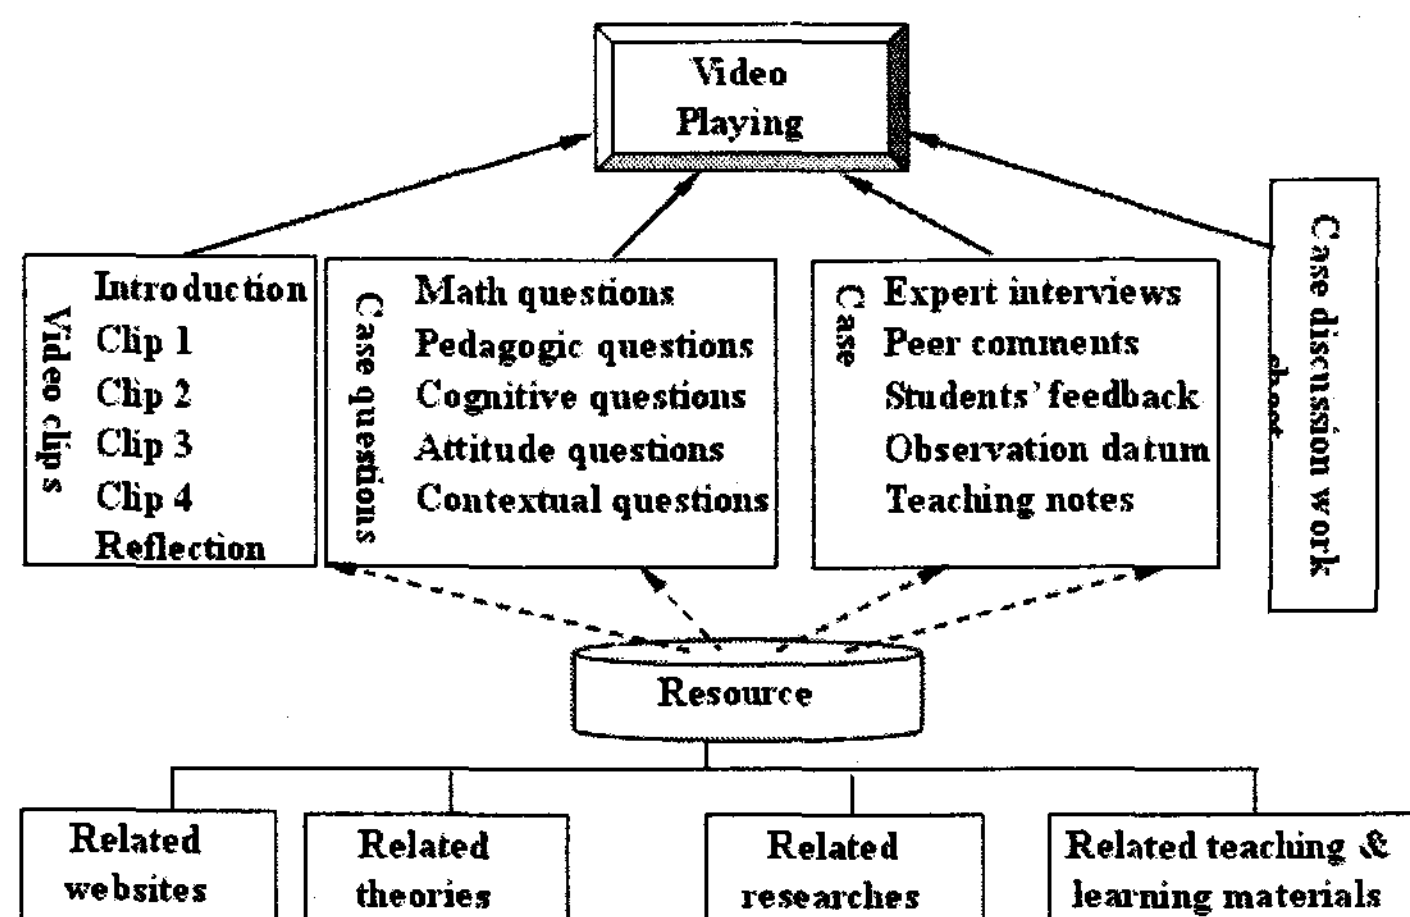 Video
Playing
Video clips
Introduction
Clip 1
Clip 2
Clip 3
Clip 4
Reflection
Case questions
Math questions
Pedagogic questions
Cognitive questions
Attitude questions
Contextual questions
Case
Expert interviews
Peer comments
Students' feedback
Observation datum
Teaching notes
Case discussion work
Resource
Related
websites
Related
theories
Related
researches
Related teaching &
learning materials